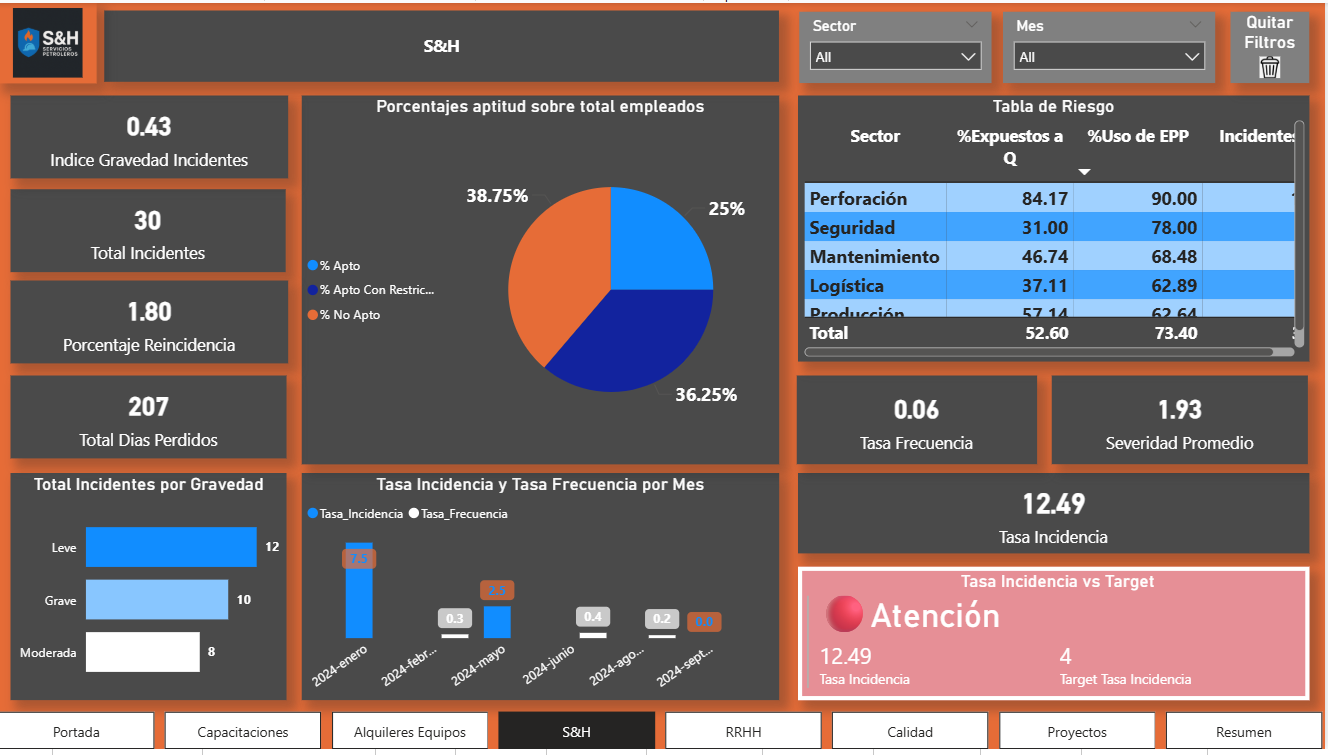 S&H
SERVICIOS
PETROLEROS
S&H
Sector
All
Mes
All
Quitar
Filtros
0.43
Indice Gravedad Incidentes
30
Total Incidentes
1.80
Porcentaje Reincidencia
207
Total Dias Perdidos
Porcentajes aptitud sobre total empleados
38.75%
25%
36.25%
% Apto
% Apto Con Restric...
% No Apto
Tabla de Riesgo
Sector %Expuestos a Q %Uso de EPP Incidentes
Perforación 84.17 90.00
Seguridad 31.00 78.00
Mantenimiento 46.74 68.48
Logística 37.11 62.89
Producción 57.14 62.64
Total 52.60 73.40
0.06
Tasa Frecuencia
1.93
Severidad Promedio
12.49
Tasa Incidencia
Total Incidentes por Gravedad
Leve 12
Grave 10
Moderada 8
Tasa Incidencia y Tasa Frecuencia por Mes
Tasa_Incidencia Tasa_Frecuencia
7.5
0.3
0.4
0.2
2024-enero
2024-febr...
2024-mayo
2024-junio
2024-ago...
2024-sept...
Tasa Incidencia vs Target
Atención
12.49
Tasa Incidencia
4
Target Tasa Incidencia
Portada
Capacitaciones
Alquileres Equipos
S&H
RRHH
Calidad
Proyectos
Resumen